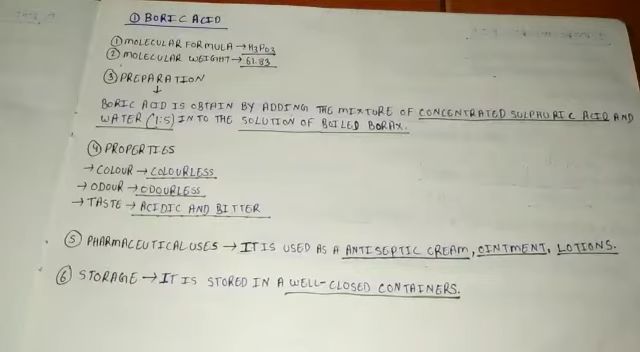 ① BORIC ACID
① MOLECULAR FORMULA → H3PO3
② MOLECULAR WEIGHT → 61.83
③ PREPARATION
↓
BORIC ACID IS OBTAIN BY ADDING THE MIXTURE OF CONCENTRATED SULPHURIC ACID AND
WATER (1:5) INTO THE SOLUTION OF BOILED BORAX.
④ PROPERTIES
→ COLOUR → COLOURLESS
→ ODOUR → ODOURLESS
→ TASTE → ACIDIC AND BITTER
⑤ PHARMACEUTICAL USES → IT IS USED AS A ANTISEPTIC CREAM, OINTMENT, LOTIONS.
⑥ STORAGE → IT IS STORED IN A WELL-CLOSED CONTAINERS.